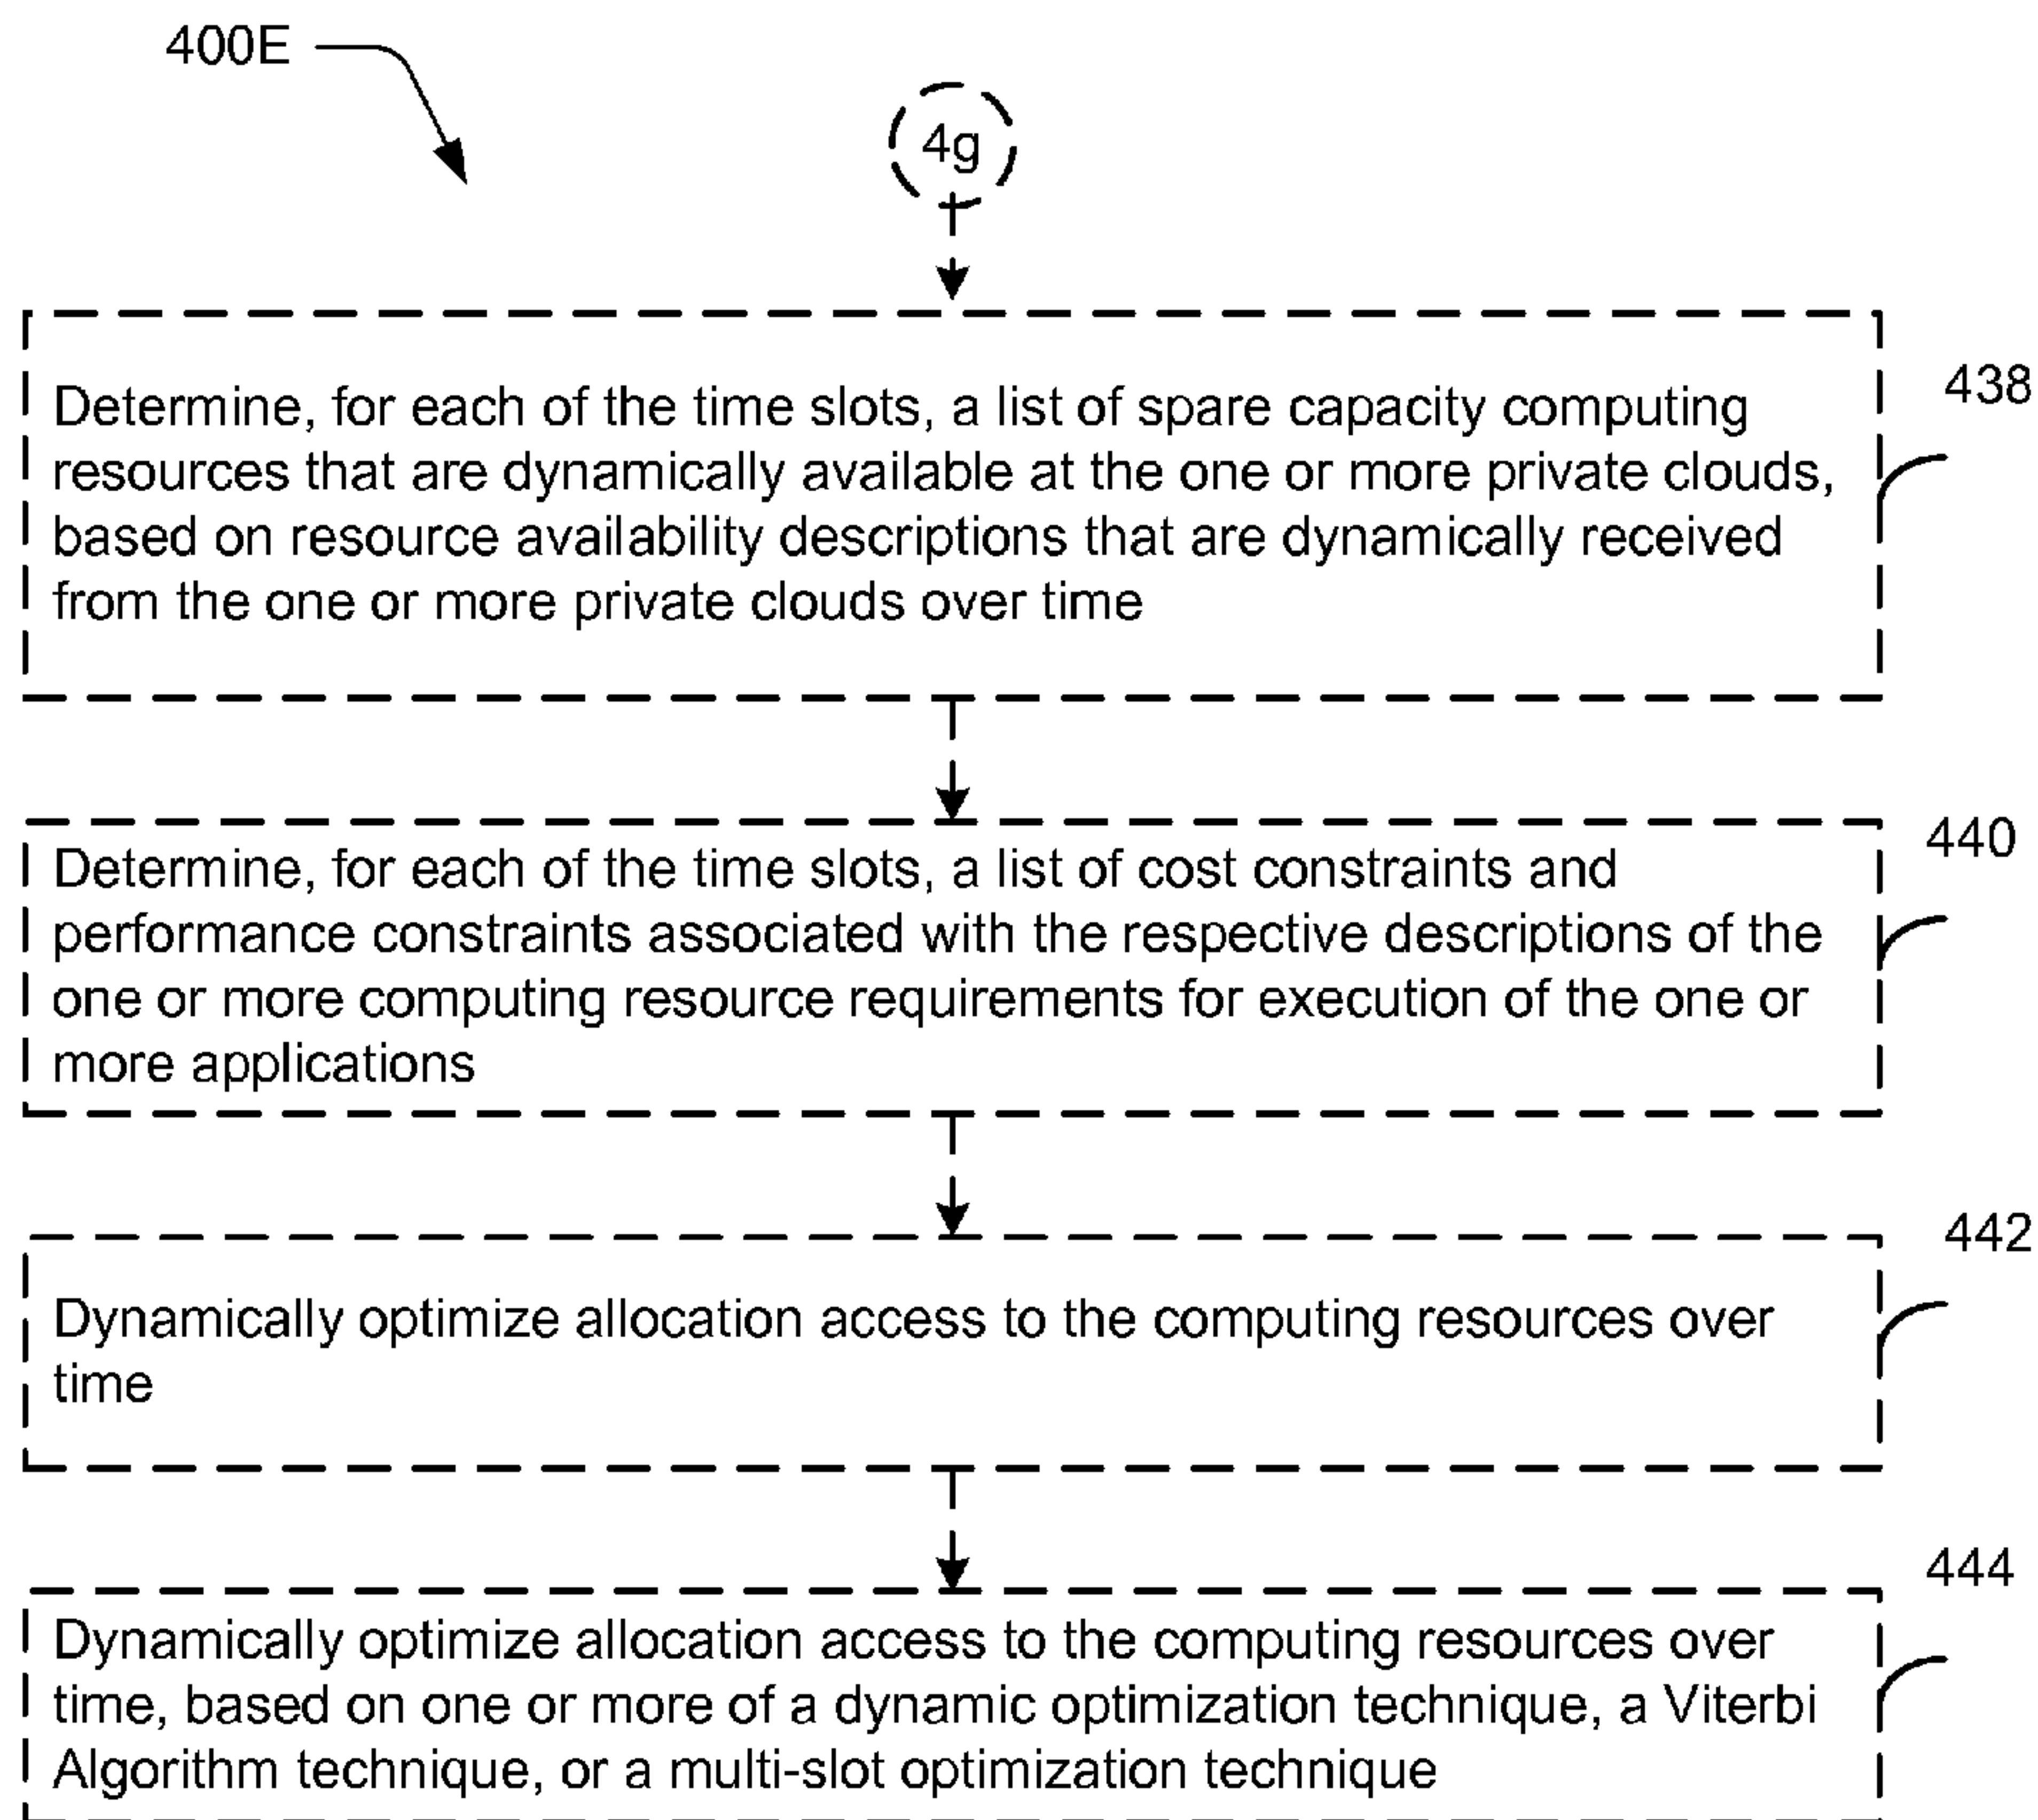 400E
4g
438
Determine, for each of the time slots, a list of spare capacity computing
resources that are dynamically available at the one or more private clouds,
based on resource availability descriptions that are dynamically received
from the one or more private clouds over time
440
Determine, for each of the time slots, a list of cost constraints and
performance constraints associated with the respective descriptions of the
one or more computing resource requirements for execution of the one or
more applications
442
Dynamically optimize allocation access to the computing resources over
time
444
Dynamically optimize allocation access to the computing resources over
time, based on one or more of a dynamic optimization technique, a Viterbi
Algorithm technique, or a multi-slot optimization technique